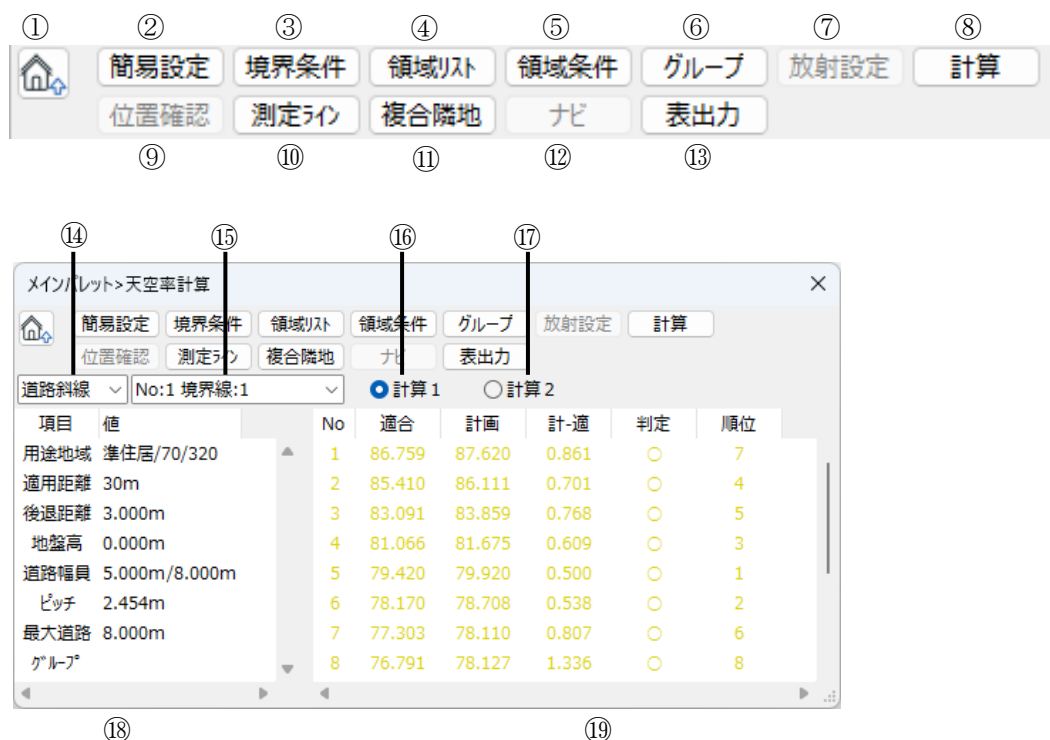 ① ② ③ ④ ⑤ ⑥ ⑦ ⑧
簡易設定 境界条件 領域ﾘｽﾄ 領域条件 グループ 放射設定 計算
位置確認 測定ﾗｲﾝ 複合隣地 ナビ 表出力
⑨ ⑩ ⑪ ⑫ ⑬
⑭ ⑮ ⑯ ⑰
メインパレット>天空率計算
簡易設定 境界条件 領域ﾘｽﾄ 領域条件 グループ 放射設定 計算
位置確認 測定ﾗｲﾝ 複合隣地 ナビ 表出力
道路斜線 No:1 境界線:1 計算１ 計算２
項目 値 No 適合 計画 計-適 判定 順位
用途地域 準住居/70/320 1 86.759 87.620 0.861 ○ 7
適用距離 30m 2 85.410 86.111 0.701 ○ 4
後退距離 3.000m 3 83.091 83.859 0.768 ○ 5
地盤高 0.000m 4 81.066 81.675 0.609 ○ 3
道路幅員 5.000m/8.000m 5 79.420 79.920 0.500 ○ 1
ﾋﾟｯﾁ 2.454m 6 78.170 78.708 0.538 ○ 2
最大道路 8.000m 7 77.303 78.110 0.807 ○ 6
ｸﾞﾙｰﾌﾟ 8 76.791 78.127 1.336 ○ 8
⑱ ⑲